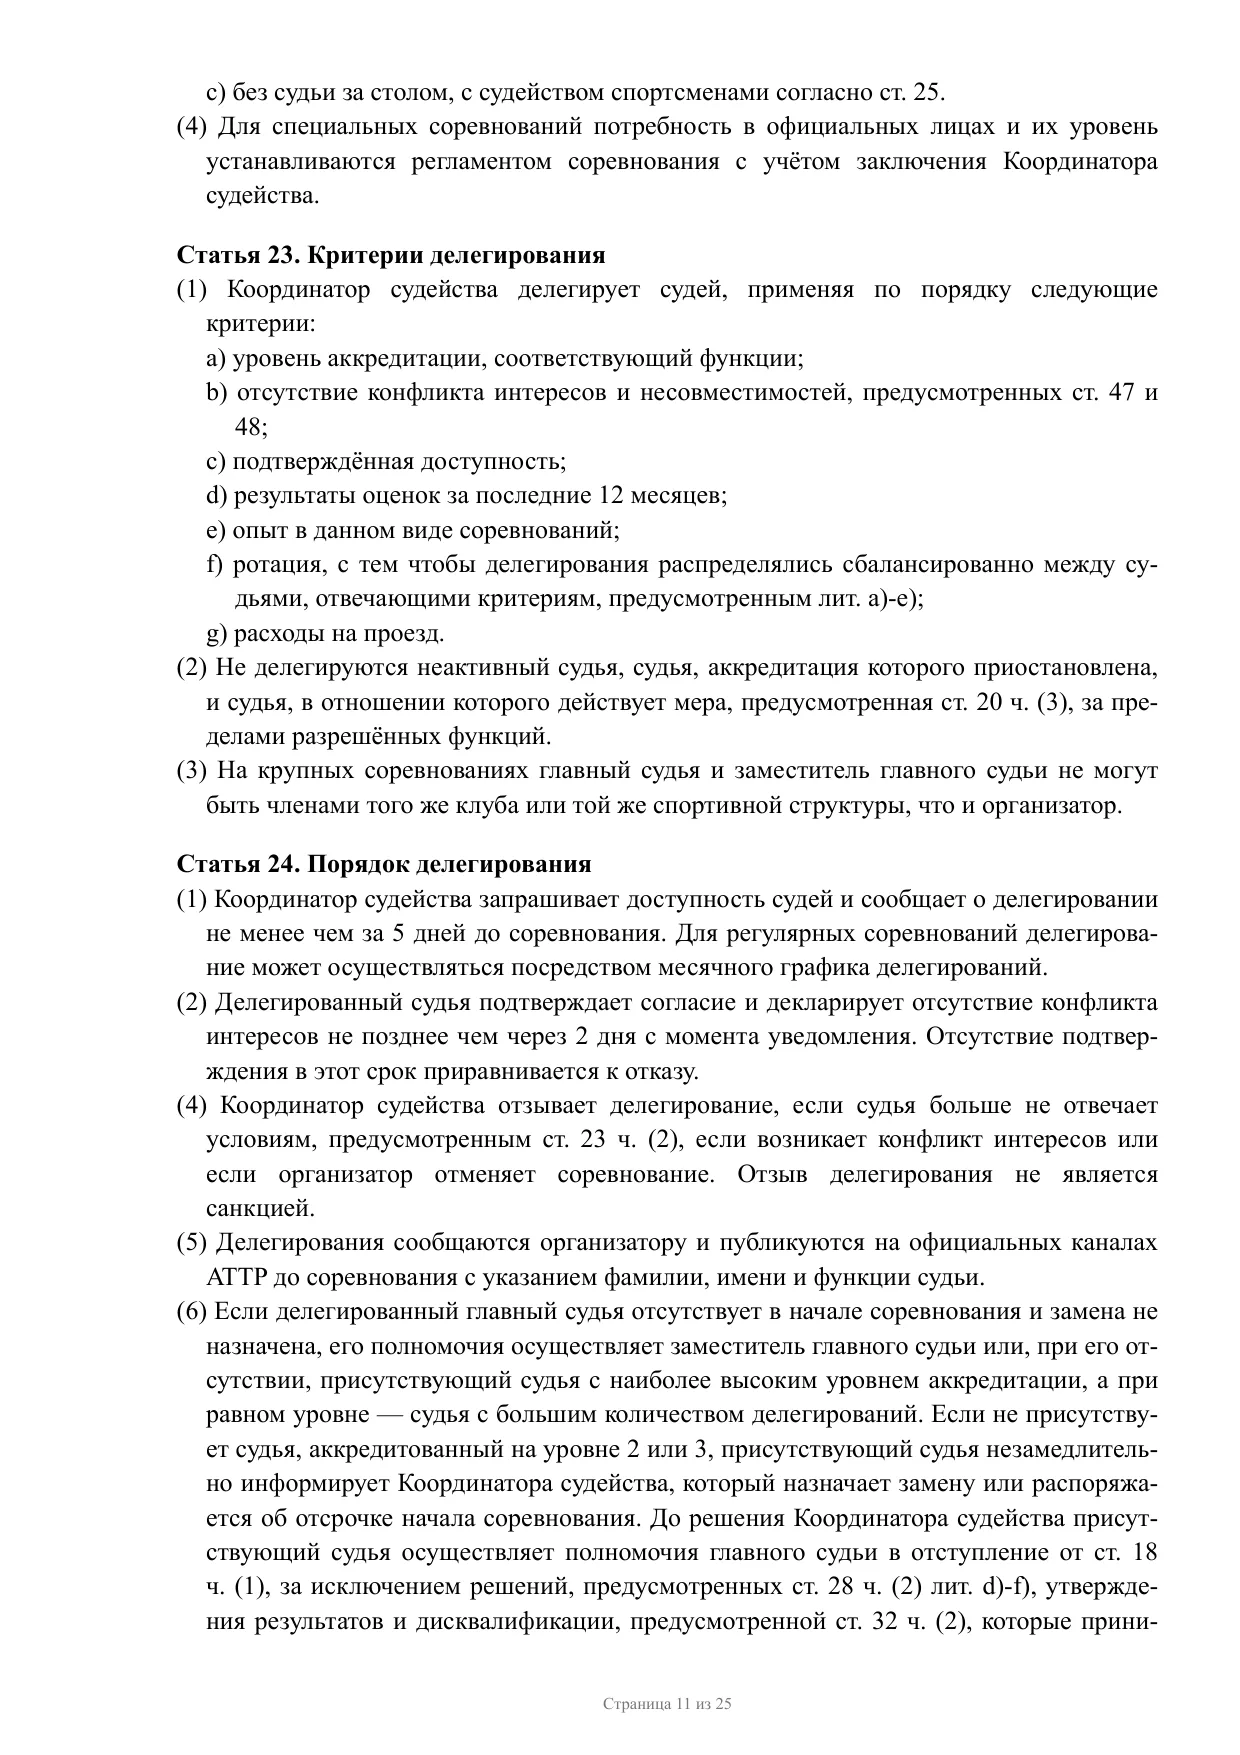 c) без судьи за столом, с судейством спортсменами согласно ст. 25.
(4) Для специальных соревнований потребность в официальных лицах и их уровень
устанавливаются регламентом соревнования с учётом заключения Координатора
судейства.
Статья 23. Критерии делегирования
(1) Координатор судейства делегирует судей, применяя по порядку следующие
критерии:
a) уровень аккредитации, соответствующий функции;
b) отсутствие конфликта интересов и несовместимостей, предусмотренных ст. 47 и
48;
c) подтверждённая доступность;
d) результаты оценок за последние 12 месяцев;
e) опыт в данном виде соревнований;
f) ротация, с тем чтобы делегирования распределялись сбалансированно между су-
дьями, отвечающими критериям, предусмотренным лит. a)-e);
g) расходы на проезд.
(2) Не делегируются неактивный судья, судья, аккредитация которого приостановлена,
и судья, в отношении которого действует мера, предусмотренная ст. 20 ч. (3), за пре-
делами разрешённых функций.
(3) На крупных соревнованиях главный судья и заместитель главного судьи не могут
быть членами того же клуба или той же спортивной структуры, что и организатор.
Статья 24. Порядок делегирования
(1) Координатор судейства запрашивает доступность судей и сообщает о делегировании
не менее чем за 5 дней до соревнования. Для регулярных соревнований делегирова-
ние может осуществляться посредством месячного графика делегирований.
(2) Делегированный судья подтверждает согласие и декларирует отсутствие конфликта
интересов не позднее чем через 2 дня с момента уведомления. Отсутствие подтвер-
ждения в этот срок приравнивается к отказу.
(4) Координатор судейства отзывает делегирование, если судья больше не отвечает
условиям, предусмотренным ст. 23 ч. (2), если возникает конфликт интересов или
если организатор отменяет соревнование. Отзыв делегирования не является
санкцией.
(5) Делегирования сообщаются организатору и публикуются на официальных каналах
АТТР до соревнования с указанием фамилии, имени и функции судьи.
(6) Если делегированный главный судья отсутствует в начале соревнования и замена не
назначена, его полномочия осуществляет заместитель главного судьи или, при его от-
сутствии, присутствующий судья с наиболее высоким уровнем аккредитации, а при
равном уровне — судья с большим количеством делегирований. Если не присутству-
ет судья, аккредитованный на уровне 2 или 3, присутствующий судья незамедлитель-
но информирует Координатора судейства, который назначает замену или распоряжа-
ется об отсрочке начала соревнования. До решения Координатора судейства присут-
ствующий судья осуществляет полномочия главного судьи в отступление от ст. 18
ч. (1), за исключением решений, предусмотренных ст. 28 ч. (2) лит. d)-f), утвержде-
ния результатов и дисквалификации, предусмотренной ст. 32 ч. (2), которые прини-
Страница 11 из 25